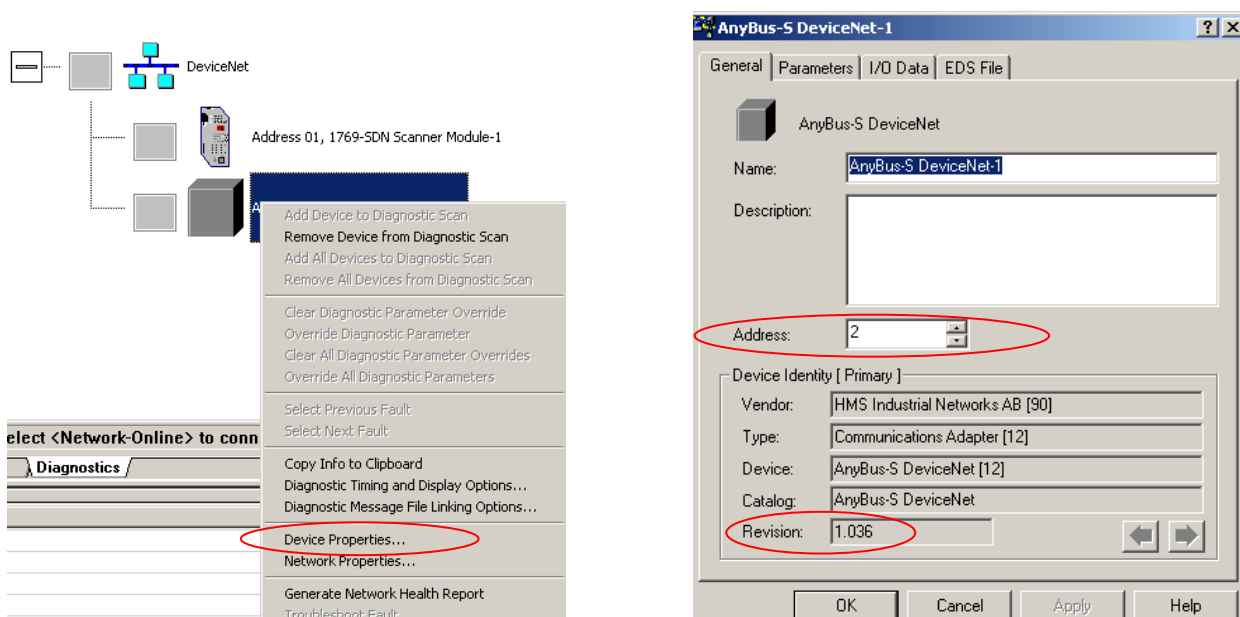 DeviceNet
Address 01, 1769-SDN Scanner Module-1
A
Add Device to Diagnostic Scan
Remove Device from Diagnostic Scan
Add All Devices to Diagnostic Scan
Remove All Devices from Diagnostic Scan
Clear Diagnostic Parameter Override
Override Diagnostic Parameter
Clear All Diagnostic Parameter Overrides
Override All Diagnostic Parameters
Select Previous Fault
Select Next Fault
Copy Info to Clipboard
Diagnostic Timing and Display Options...
Diagnostic Message File Linking Options...
Device Properties...
Network Properties...
Generate Network Health Report
Troubleshoot Fault
elect <Network-Online> to conn
Diagnostics
AnyBus-S DeviceNet-1
General Parameters I/O Data EDS File
AnyBus-S DeviceNet
Name: AnyBus-S DeviceNet-1
Description:
Address: 2
Device Identity [ Primary ]
Vendor: HMS Industrial Networks AB [90]
Type: Communications Adapter [12]
Device: AnyBus-S DeviceNet [12]
Catalog: AnyBus-S DeviceNet
Revision: 1.036
OK Cancel Apply Help